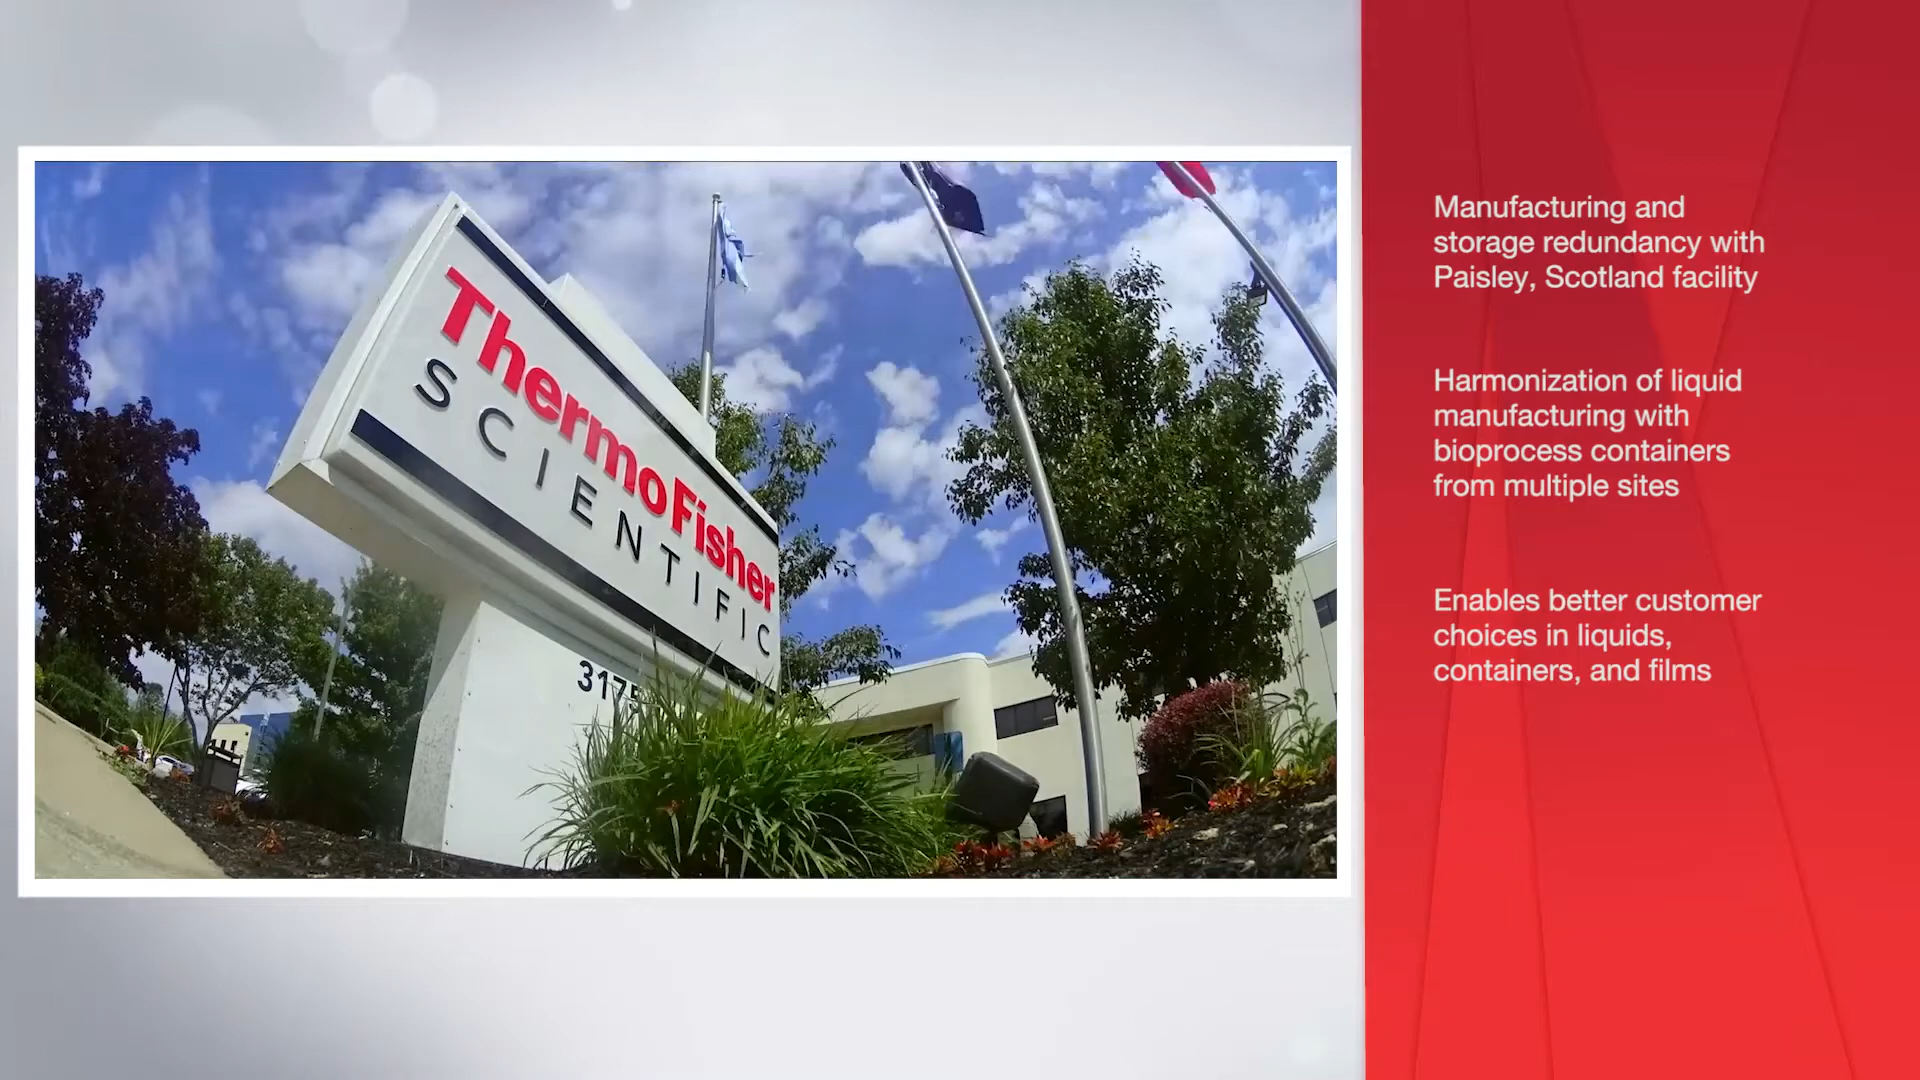 ThermoFisher
SCIENTIFIC
3175
Manufacturing and
storage redundancy with
Paisley, Scotland facility
Harmonization of liquid
manufacturing with
bioprocess containers
from multiple sites
Enables better customer
choices in liquids,
containers, and films